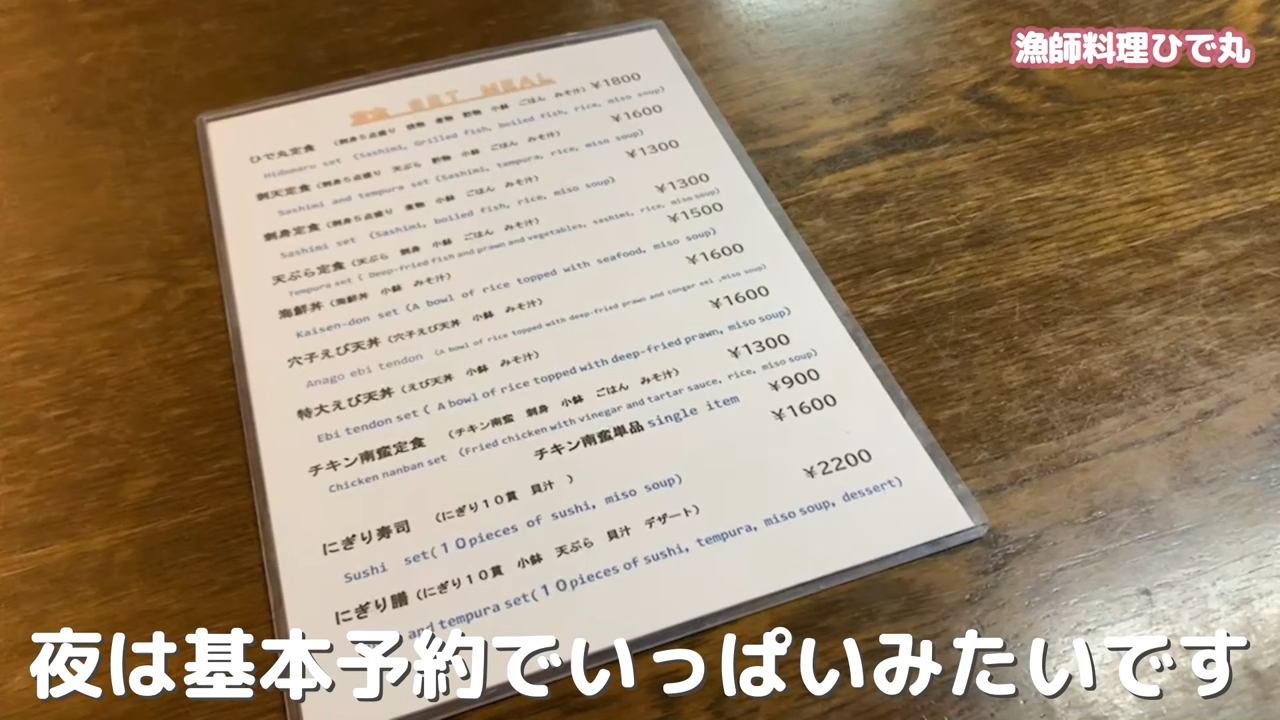 漁師料理ひで丸
定食 SET MEAL
ひで丸定食 (刺身5点盛り 焼物 煮物 酢物 小鉢 ごはん みそ汁) ¥1800
Hidemaru set (Sashimi, Grilled fish, boiled fish, rice, miso soup)
刺天定食 (刺身5点盛り 天ぷら 酢物 小鉢 ごはん みそ汁) ¥1600
Sashimi and tempura set (Sashimi, tempura, rice, miso soup)
刺身定食 (刺身5点盛り 煮物 小鉢 ごはん みそ汁) ¥1300
Sashimi set (Sashimi, boiled fish, rice, miso soup)
天ぷら定食 (天ぷら 刺身 小鉢 ごはん みそ汁) ¥1300
Tempura set ( Deep-fried fish and prawn and vegetables, sashimi, rice, miso soup)
海鮮丼 (海鮮丼 小鉢 みそ汁) ¥1500
Kaisen-don set (A bowl of rice topped with seafood, miso soup)
穴子えび天丼 (穴子えび天丼 小鉢 みそ汁) ¥1600
Anago ebi tendon (A bowl of rice topped with deep-fried prawn and conger eel ,miso soup)
特大えび天丼 (えび天丼 小鉢 みそ汁) ¥1600
Ebi tendon set ( A bowl of rice topped with deep-fried prawn, miso soup)
チキン南蛮定食 (チキン南蛮 刺身 小鉢 ごはん みそ汁) ¥1300
Chicken nanban set (Fried chicken with vinegar and tartar sauce, rice, miso soup)
チキン南蛮単品 single item ¥900
にぎり寿司 (にぎり10貫 貝汁 ) ¥1600
Sushi set(10pieces of sushi, miso soup)
にぎり膳 (にぎり10貫 小鉢 天ぷら 貝汁 デザート) ¥2200
and tempura set(10pieces of sushi, tempura, miso soup, dessert)
夜は基本予約でいっぱいみたいです